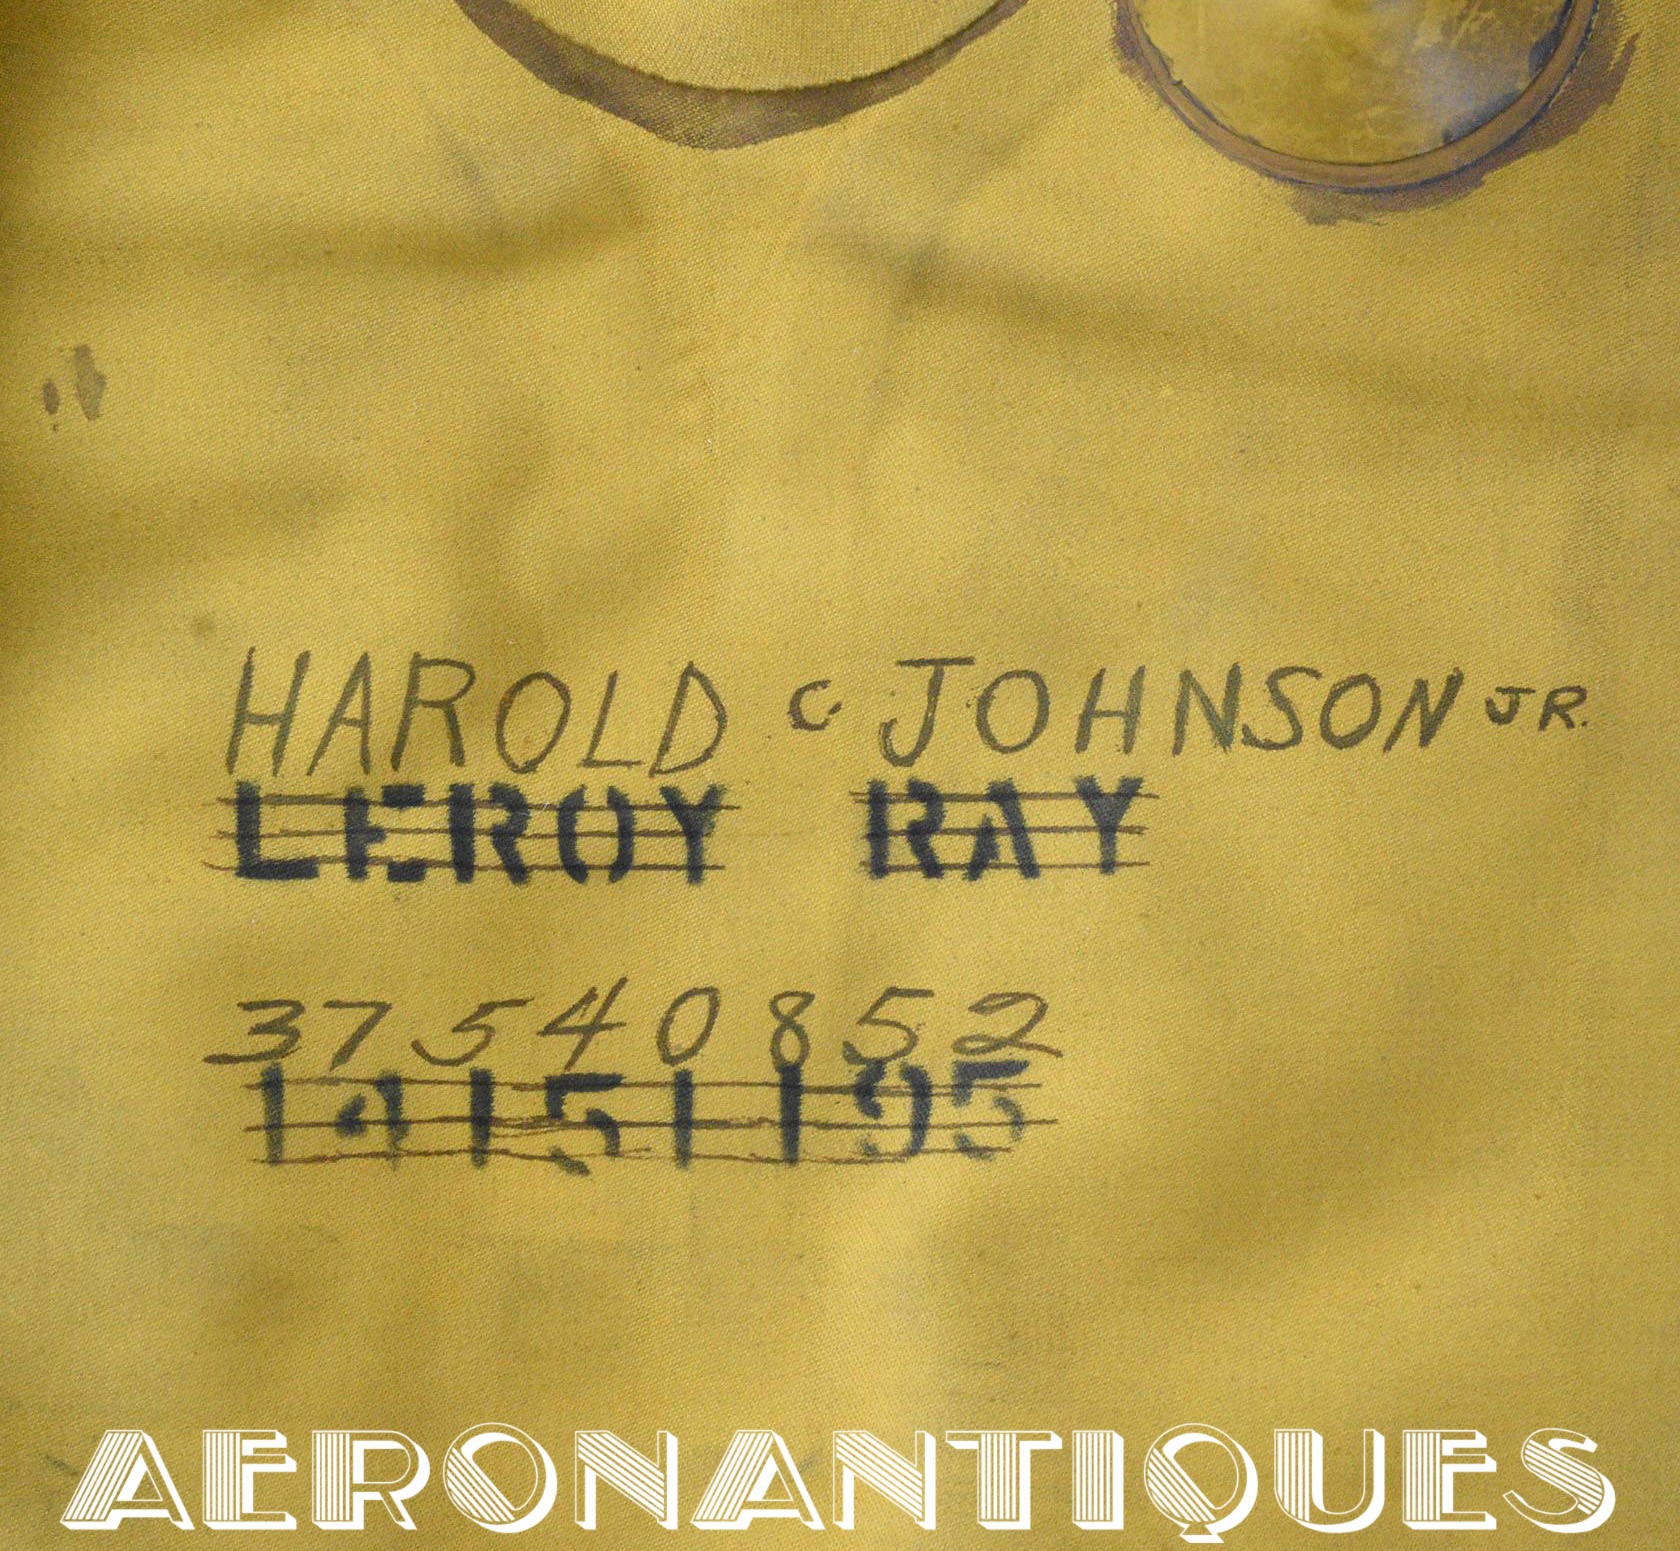 HAROLD C JOHNSON JR.
LEROY RAY
37540852
14151195
AERONANTIQUES